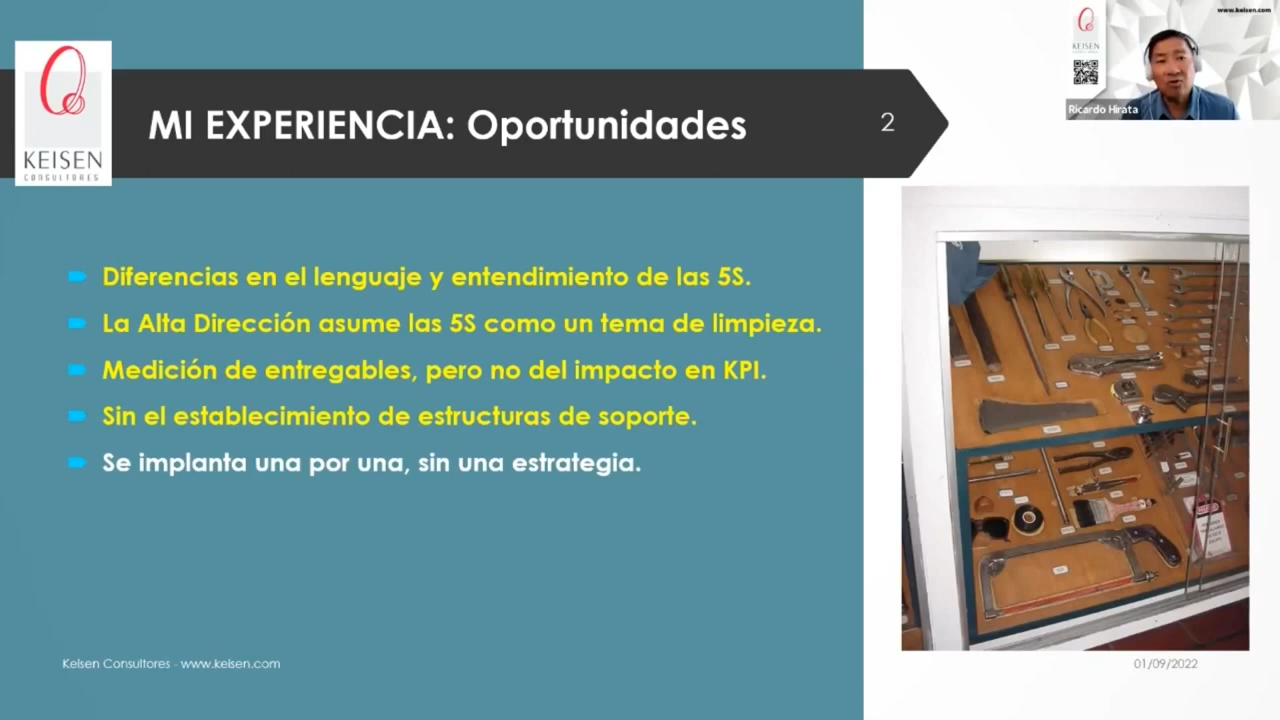 www.keisen.com
KEISEN
CONSULTORES
MI EXPERIENCIA: Oportunidades
2
KEISEN
Ricardo Hirata
Diferencias en el lenguaje y entendimiento de las 5S.
La Alta Dirección asume las 5S como un tema de limpieza.
Medición de entregables, pero no del impacto en KPI.
Sin el establecimiento de estructuras de soporte.
Se implanta una por una, sin una estrategia.
Keisen Consultores - www.keisen.com
01/09/2022